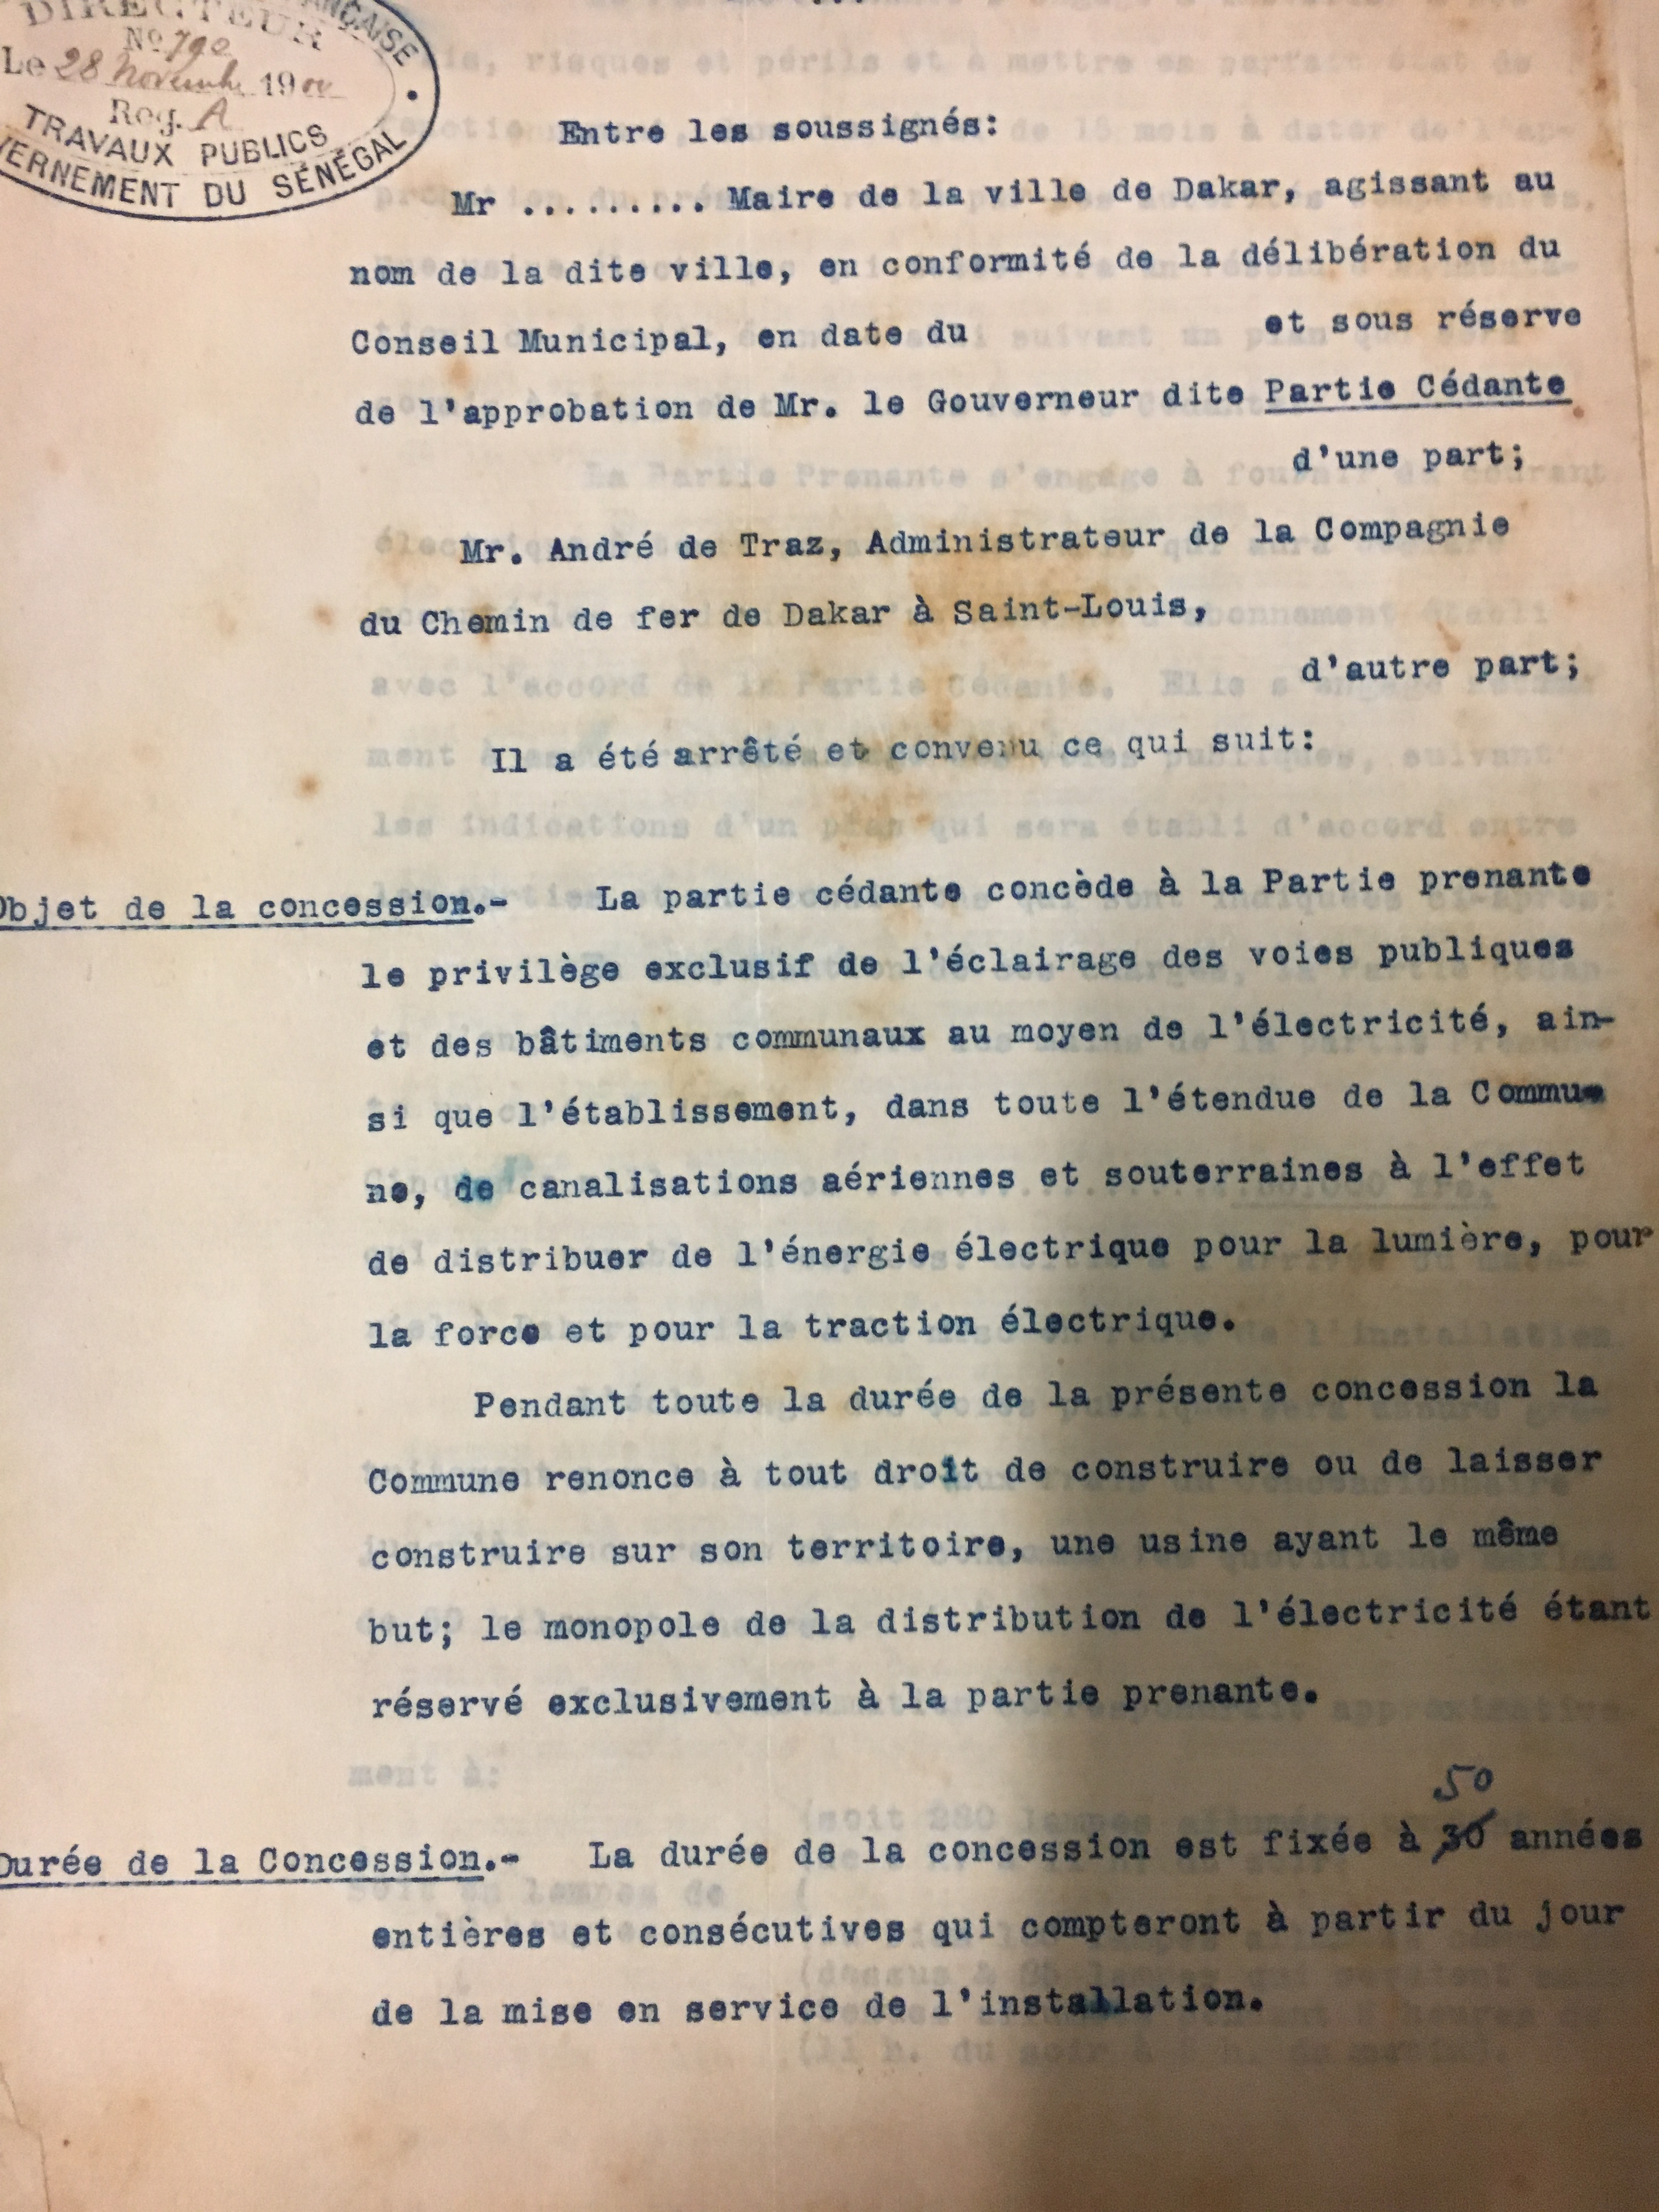 DIRECTEUR
No 790
Le 28 Novembre 1900
Reg. A
TRAVAUX PUBLICS
DU SÉNÉGAL
Entre les soussignés:
Mr ......... Maire de la ville de Dakar, agissant au
nom de la dite ville, en conformité de la délibération du
Conseil Municipal, en date du et sous réserve
de l'approbation de Mr. le Gouverneur dite Partie Cédante
d'une part;
Mr. André de Traz, Administrateur de la Compagnie
du Chemin de fer de Dakar à Saint-Louis,
d'autre part;
Il a été arrêté et convenu ce qui suit:
Objet de la concession.- La partie cédante concède à la Partie prenante
le privilège exclusif de l'éclairage des voies publiques
et des bâtiments communaux au moyen de l'électricité, ain-
si que l'établissement, dans toute l'étendue de la Commu-
ne, de canalisations aériennes et souterraines à l'effet
de distribuer de l'énergie électrique pour la lumière, pour
la force et pour la traction électrique.
Pendant toute la durée de la présente concession la
Commune renonce à tout droit de construire ou de laisser
construire sur son territoire, une usine ayant le même
but; le monopole de la distribution de l'électricité étant
réservé exclusivement à la partie prenante.
50
Durée de la Concession.- La durée de la concession est fixée à 30 années
entières et consécutives qui compteront à partir du jour
de la mise en service de l'installation.